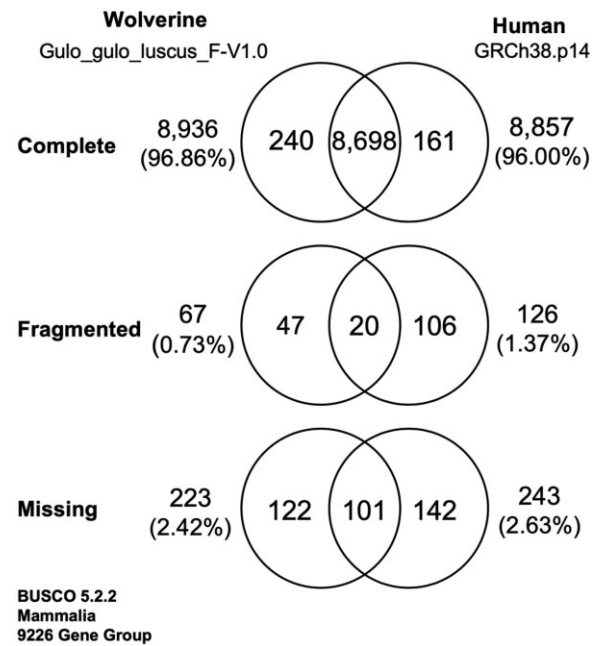 Wolverine
Gulo_gulo_luscus_F-V1.0
Human
GRCh38.p14
Complete
8,936
(96.86%)
240
8,698
161
8,857
(96.00%)
Fragmented
67
(0.73%)
47
20
106
126
(1.37%)
Missing
223
(2.42%)
122
101
142
243
(2.63%)
BUSCO 5.2.2
Mammalia
9226 Gene Group